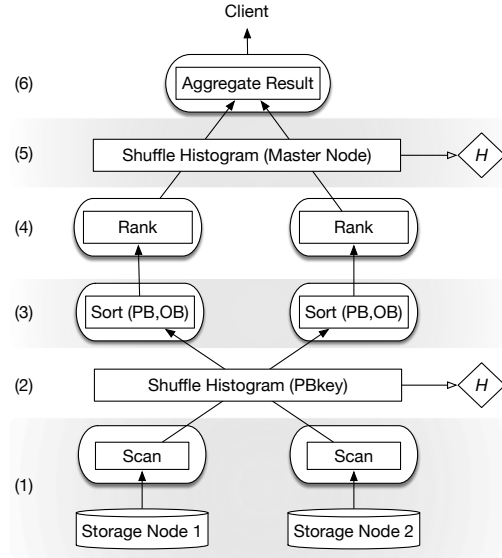 Client
(6)
Aggregate Result
(5)
Shuffle Histogram (Master Node)
H
(4)
Rank
Rank
(3)
Sort (PB,OB)
Sort (PB,OB)
(2)
Shuffle Histogram (PBkey)
H
(1)
Scan
Scan
Storage Node 1
Storage Node 2